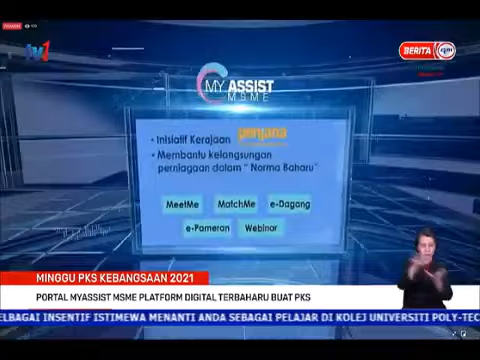 tv1
BERITA
MY ASSIST
MSME
• Inisiatif Kerajaan penjana
• Membantu kelangsungan
perniagaan dalam " Norma Baharu"
MeetMe MatchMe e-Dagang
e-Pameran Webinar
MINGGU PKS KEBANGSAAN 2021
PORTAL MYASSIST MSME PLATFORM DIGITAL TERBAHARU BUAT PKS
ELBAGAI INSENTIF ISTIMEWA MENANTI ANDA SEBAGAI PELAJAR DI KOLEJ UNIVERSITI POLY-TEC